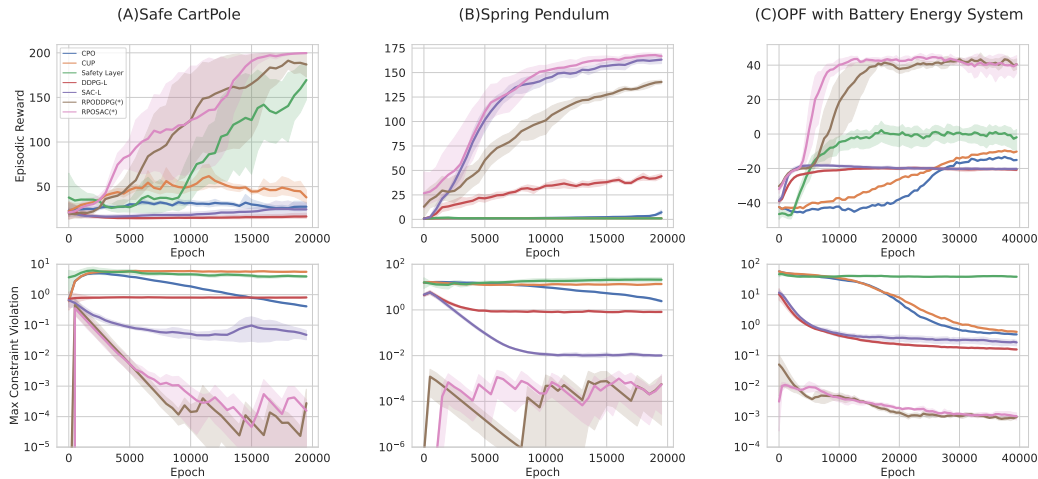 (A)Safe CartPole
(B)Spring Pendulum
(C)OPF with Battery Energy System
Episodic Reward
200
150
100
50
CPO
CUP
Safety Layer
DDPG-L
SAC-L
RPODDPG(*)
RPOSAC(*)
0 5000 10000 15000 20000
Epoch
175
150
125
100
75
50
25
0
0 5000 10000 15000 20000
Epoch
40
20
0
−20
−40
0 10000 20000 30000 40000
Epoch
Max Constraint Violation
10^1
10^0
10^−1
10^−2
10^−3
10^−4
10^−5
0 5000 10000 15000 20000
Epoch
10^2
10^0
10^−2
10^−4
10^−6
0 5000 10000 15000 20000
Epoch
10^2
10^1
10^0
10^−1
10^−2
10^−3
10^−4
0 10000 20000 30000 40000
Epoch